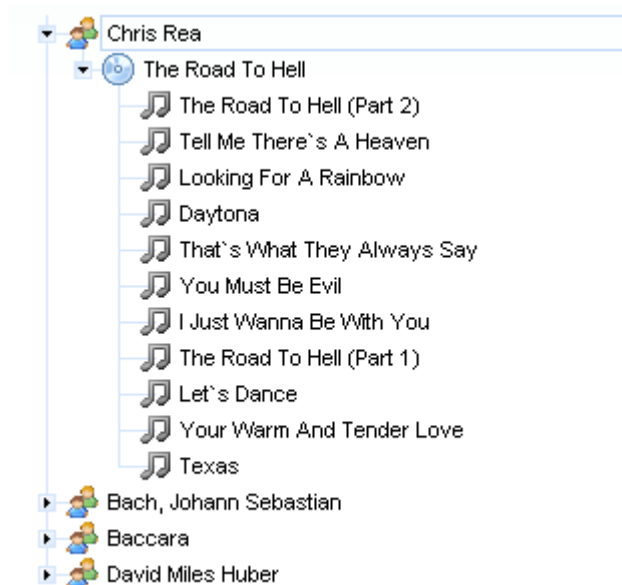 Chris Rea
The Road To Hell
The Road To Hell (Part 2)
Tell Me There`s A Heaven
Looking For A Rainbow
Daytona
That`s What They Always Say
You Must Be Evil
I Just Wanna Be With You
The Road To Hell (Part 1)
Let`s Dance
Your Warm And Tender Love
Texas
Bach, Johann Sebastian
Baccara
David Miles Huber